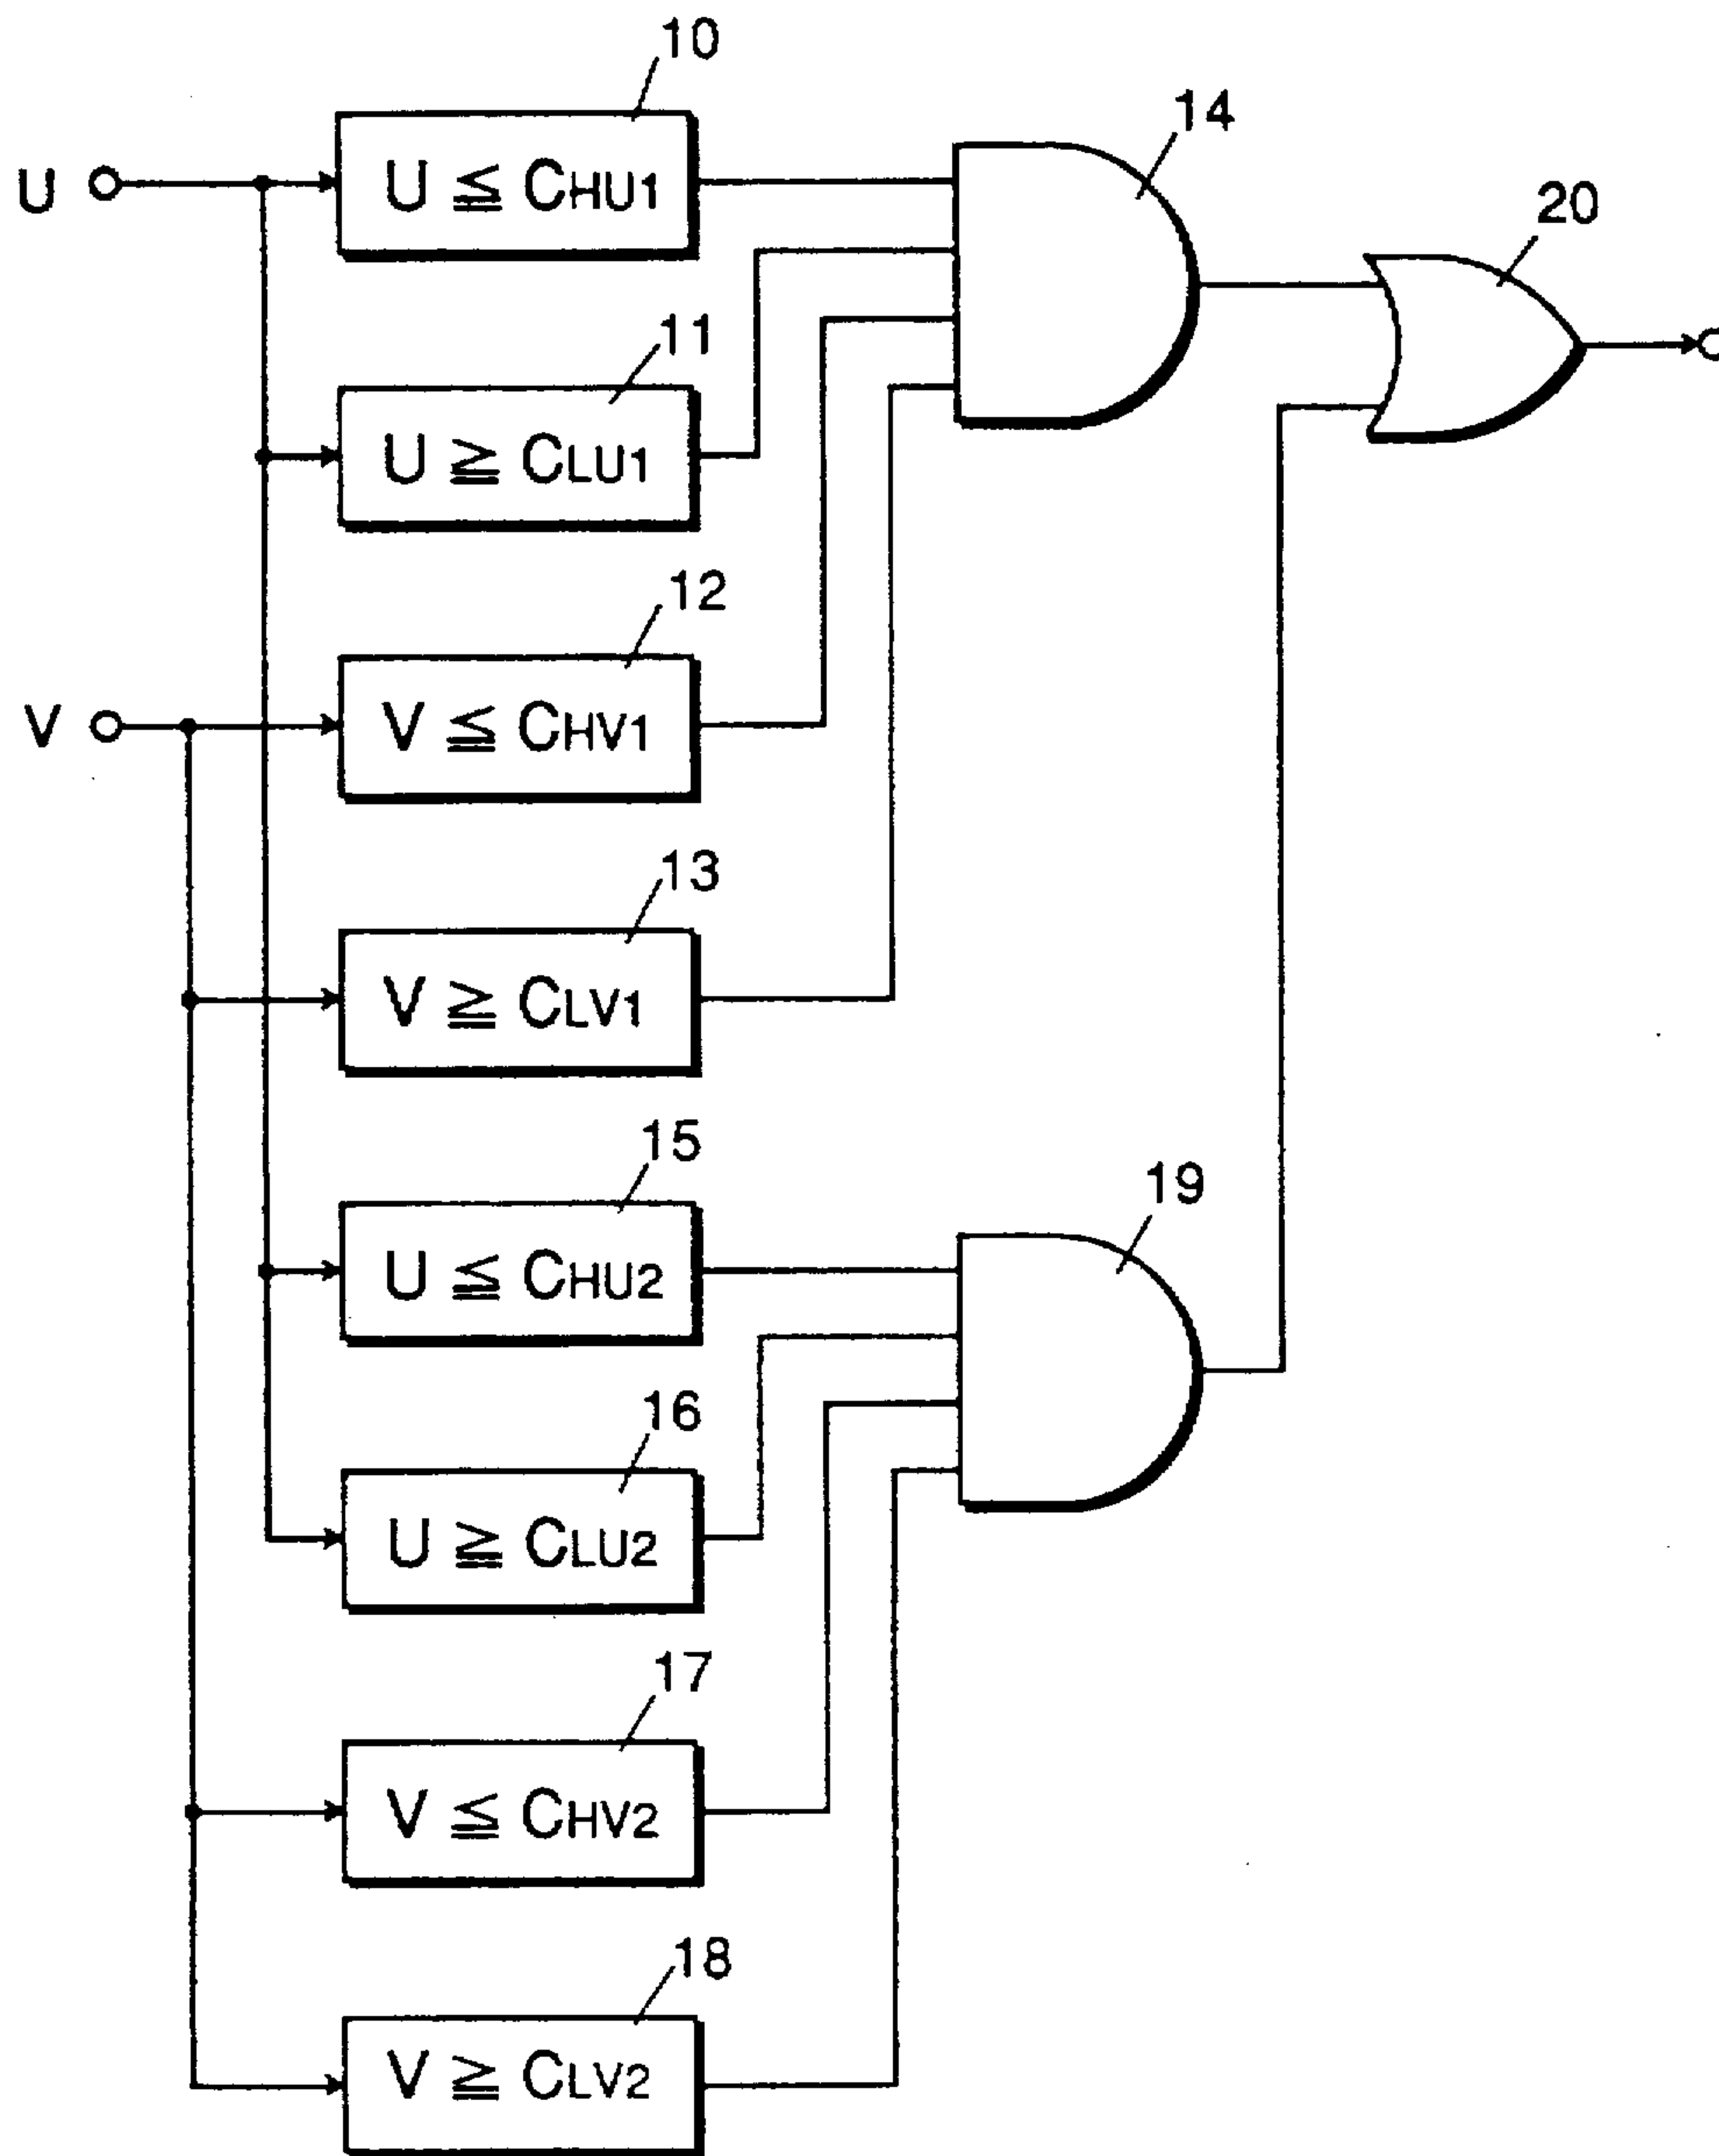 10
U ≦ CHU1
14
20
U
11
U ≧ CLU1
12
V
V ≦ CHV1
13
V ≧ CLV1
15
U ≦ CHU2
19
16
U ≧ CLU2
17
V ≦ CHV2
18
V ≧ CLV2